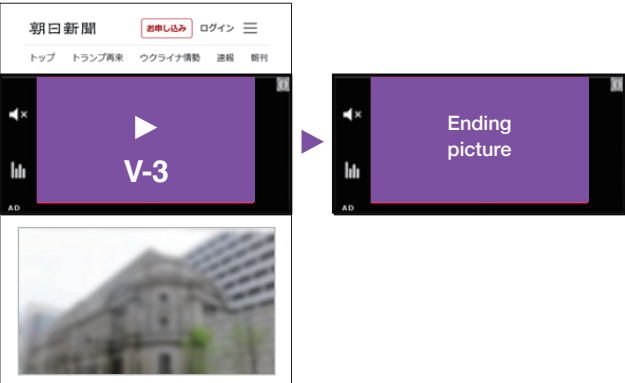 朝日新聞
お申し込み
ログイン
トップ トランプ再来 ウクライナ情勢 速報 朝刊
V-3
AD
Ending
picture
AD